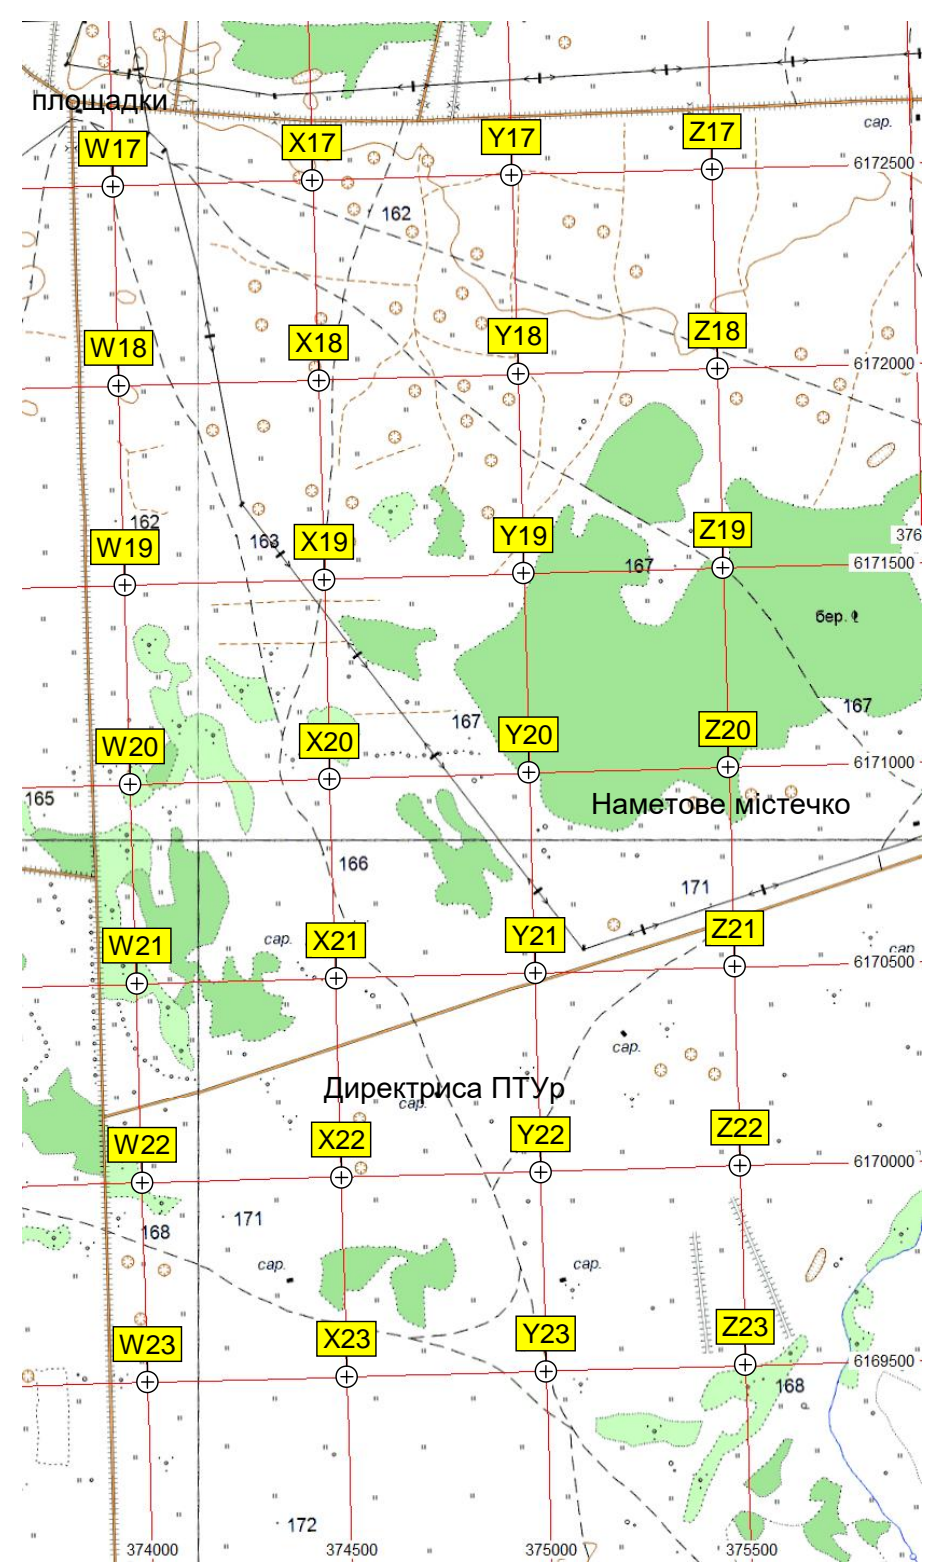 площадки
сар.
W17
X17
Y17
Z17
6172500
162
W18
X18
Y18
Z18
6172000
162
163
W19
X19
Y19
Z19
376
6171500
167
бер.
167
167
W20
X20
Y20
Z20
6171000
165
Наметове містечко
166
171
сар.
W21
X21
Y21
Z21
сар
6170500
сар.
Директриса ПТУр
сар.
W22
X22
Y22
Z22
6170000
171
168
сар.
сар.
W23
X23
Y23
Z23
6169500
168
172
374000
374500
375000
375500